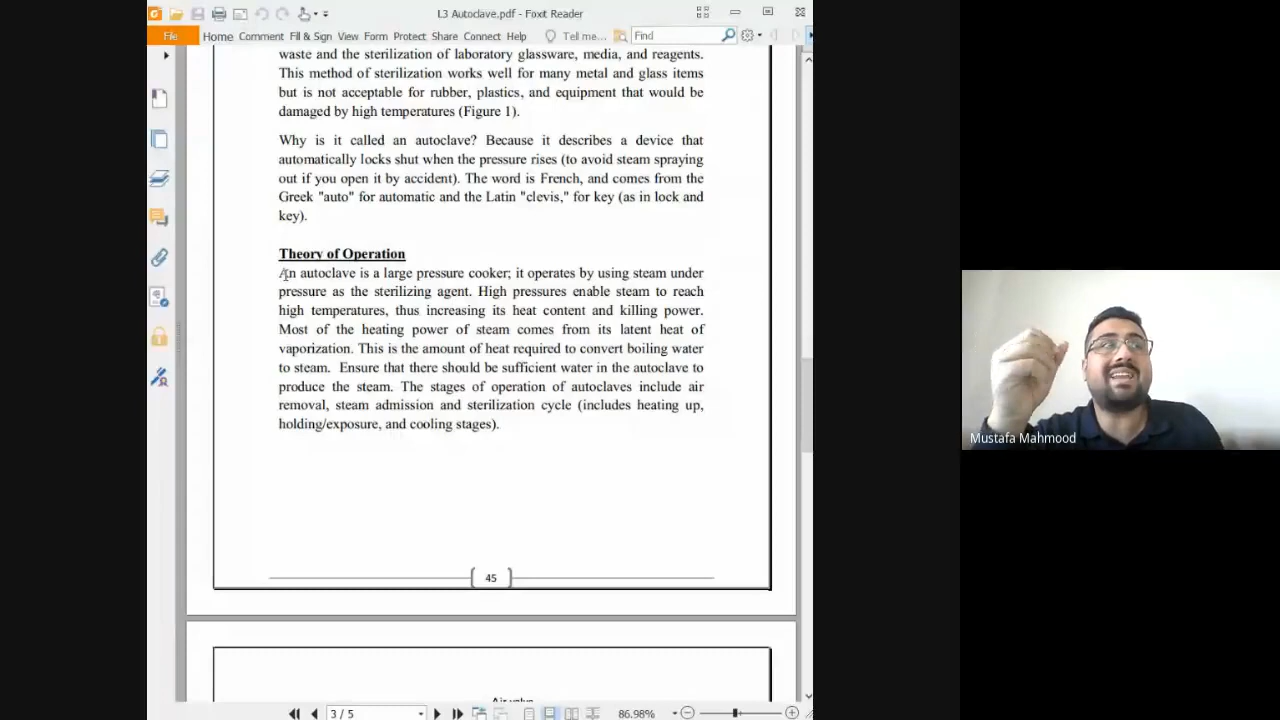 L3 Autoclave.pdf - Foxit Reader
File Home Comment Fill & Sign View Form Protect Share Connect Help Tell me... Find
waste and the sterilization of laboratory glassware, media, and reagents.
This method of sterilization works well for many metal and glass items
but is not acceptable for rubber, plastics, and equipment that would be
damaged by high temperatures (Figure 1).
Why is it called an autoclave? Because it describes a device that
automatically locks shut when the pressure rises (to avoid steam spraying
out if you open it by accident). The word is French, and comes from the
Greek "auto" for automatic and the Latin "clevis," for key (as in lock and
key).
Theory of Operation
An autoclave is a large pressure cooker; it operates by using steam under
pressure as the sterilizing agent. High pressures enable steam to reach
high temperatures, thus increasing its heat content and killing power.
Most of the heating power of steam comes from its latent heat of
vaporization. This is the amount of heat required to convert boiling water
to steam. Ensure that there should be sufficient water in the autoclave to
produce the steam. The stages of operation of autoclaves include air
removal, steam admission and sterilization cycle (includes heating up,
holding/exposure, and cooling stages).
45
Air valve
3 / 5
86.98%
Mustafa Mahmood